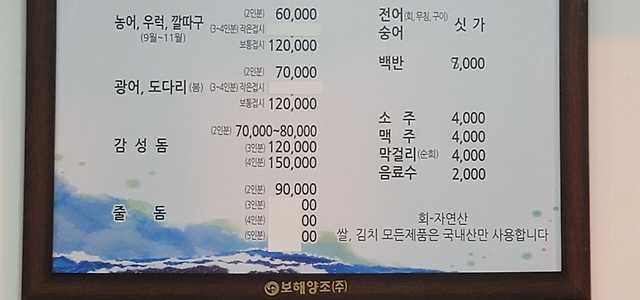 농어, 우럭, 깔따구
(9월~11월)
(2인분) 60,000
(3~4인분) 작은접시
보통접시 120,000
광어, 도다리(봄)
(2인분) 70,000
(3~4인분) 작은접시
보통접시 120,000
감성돔
(2인분) 70,000~80,000
(3인분) 120,000
(4인분) 150,000
줄돔
(2인분) 90,000
(3인분) 00
(4인분) 00
(5인분) 00
전어(회, 무침, 구이)
숭어
싯가
백반 7,000
소주 4,000
맥주 4,000
막걸리(순희) 4,000
음료수 2,000
회-자연산
쌀, 김치 모든제품은 국내산만 사용합니다
보해양조(주)